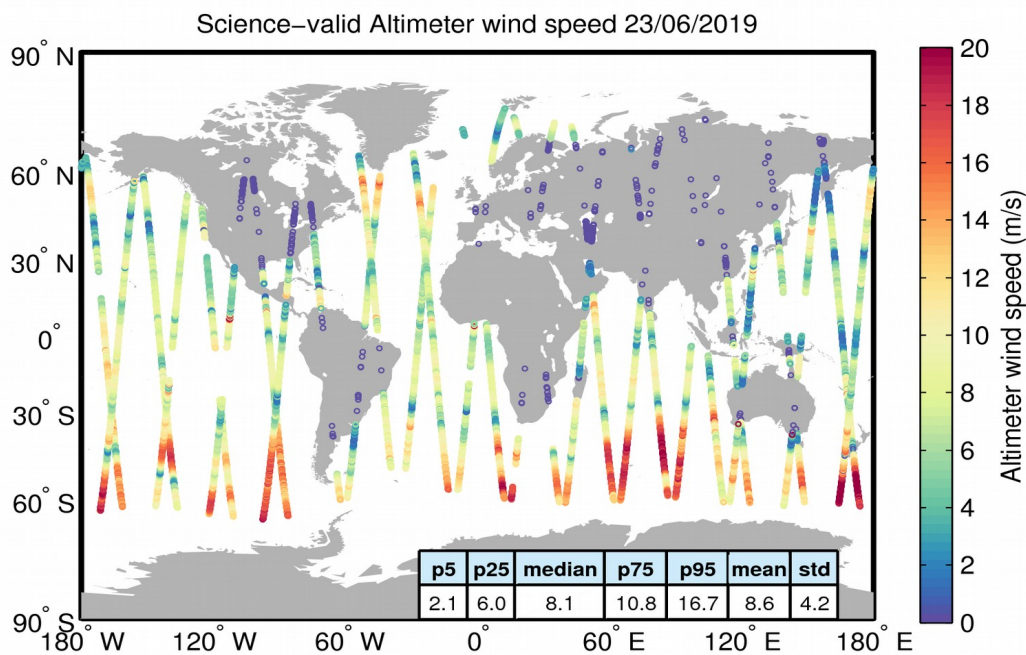 Science-valid Altimeter wind speed 23/06/2019
90° N
60° N
30° N
0°
30° S
60° S
90° S
180° W
120° W
60° W
0°
60° E
120° E
180° E
p5 p25 median p75 p95 mean std
2.1 6.0 8.1 10.8 16.7 8.6 4.2
20
18
16
14
12
10
8
6
4
2
0
Altimeter wind speed (m/s)